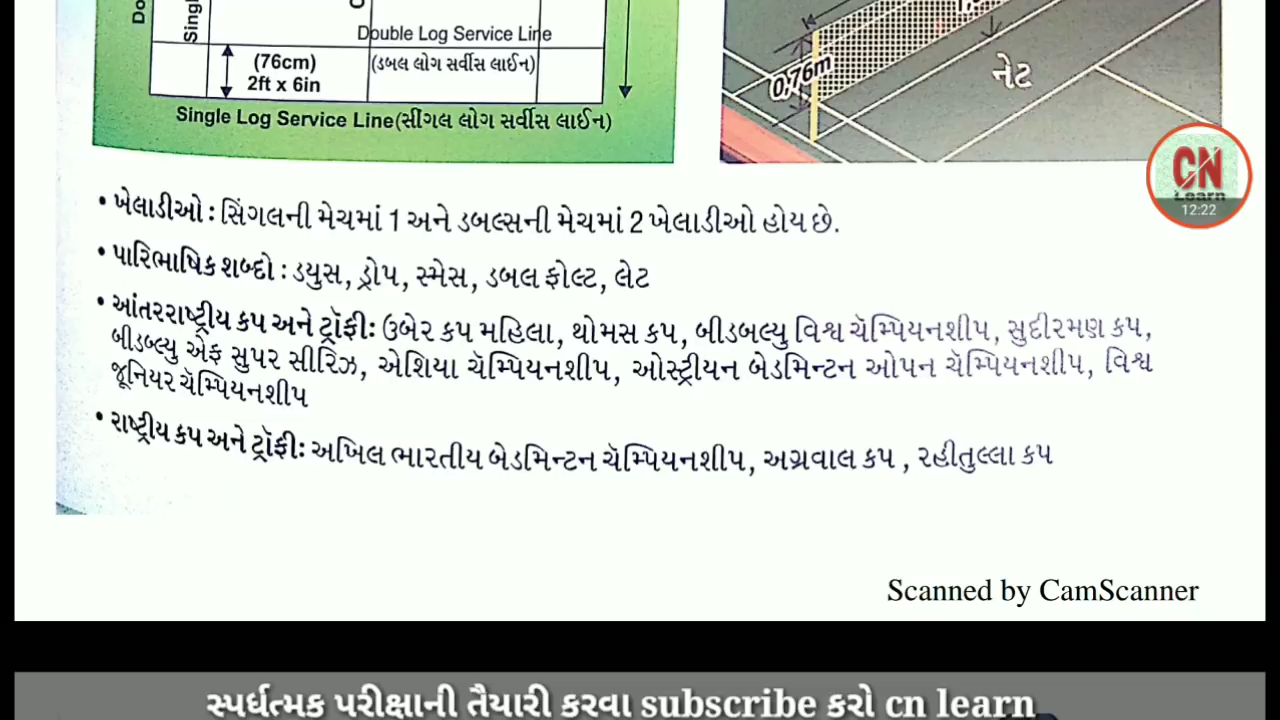 Double Log Service Line
(76cm)
(ડબલ લોગ સર્વીસ લાઈન)
2ft x 6in
Single Log Service Line(સીંગલ લોગ સર્વીસ લાઈન)
0.76m
નેટ
CN
Learn
12:22
• ખેલાડીઓ : સિંગલની મેચમાં 1 અને ડબલ્સની મેચમાં 2 ખેલાડીઓ હોય છે.
• પારિભાષિક શબ્દો : ડયુસ, ડ્રોપ, સ્મેસ, ડબલ ફોલ્ટ, લેટ
• આંતરરાષ્ટ્રીય કપ અને ટ્રૉફી: ઉબેર કપ મહિલા, થોમસ કપ, બીડબલ્યુ વિશ્વ ચૅમ્પિયનશીપ, સુદીરમણ કપ,
બીડબ્લ્યુ એફ સુપર સીરિઝ, એશિયા ચૅમ્પિયનશીપ, ઓસ્ટ્રીયન બેડમિન્ટન ઓપન ચૅમ્પિયનશીપ, વિશ્વ
જૂનિયર ચૅમ્પિયનશીપ
• રાષ્ટ્રીય કપ અને ટ્રૉફી: અખિલ ભારતીય બેડમિન્ટન ચૅમ્પિયનશીપ, અગ્રવાલ કપ , રહીતુલ્લા કપ
Scanned by CamScanner
સ્પર્ધત્મક પરીક્ષાની તૈયારી કરવા subscribe કરો cn learn